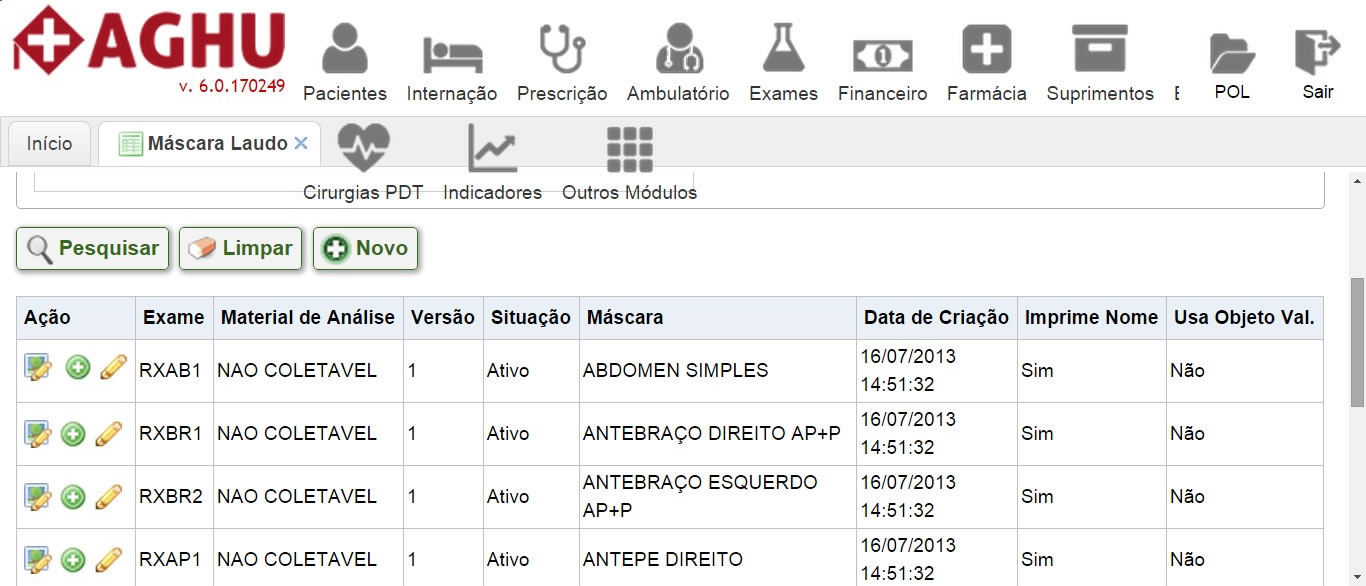 AGHU
v. 6.0.170249
Pacientes Internação Prescrição Ambulatório Exames Financeiro Farmácia Suprimentos POL Sair
Início Máscara Laudo
Cirurgias PDT Indicadores Outros Módulos
Pesquisar Limpar Novo
Ação Exame Material de Análise Versão Situação Máscara Data de Criação Imprime Nome Usa Objeto Val.
RXAB1 NAO COLETAVEL 1 Ativo ABDOMEN SIMPLES 16/07/2013 14:51:32 Sim Não
RXBR1 NAO COLETAVEL 1 Ativo ANTEBRAÇO DIREITO AP+P 16/07/2013 14:51:32 Sim Não
RXBR2 NAO COLETAVEL 1 Ativo ANTEBRAÇO ESQUERDO AP+P 16/07/2013 14:51:32 Sim Não
RXAP1 NAO COLETAVEL 1 Ativo ANTEPE DIREITO 16/07/2013 14:51:32 Sim Não